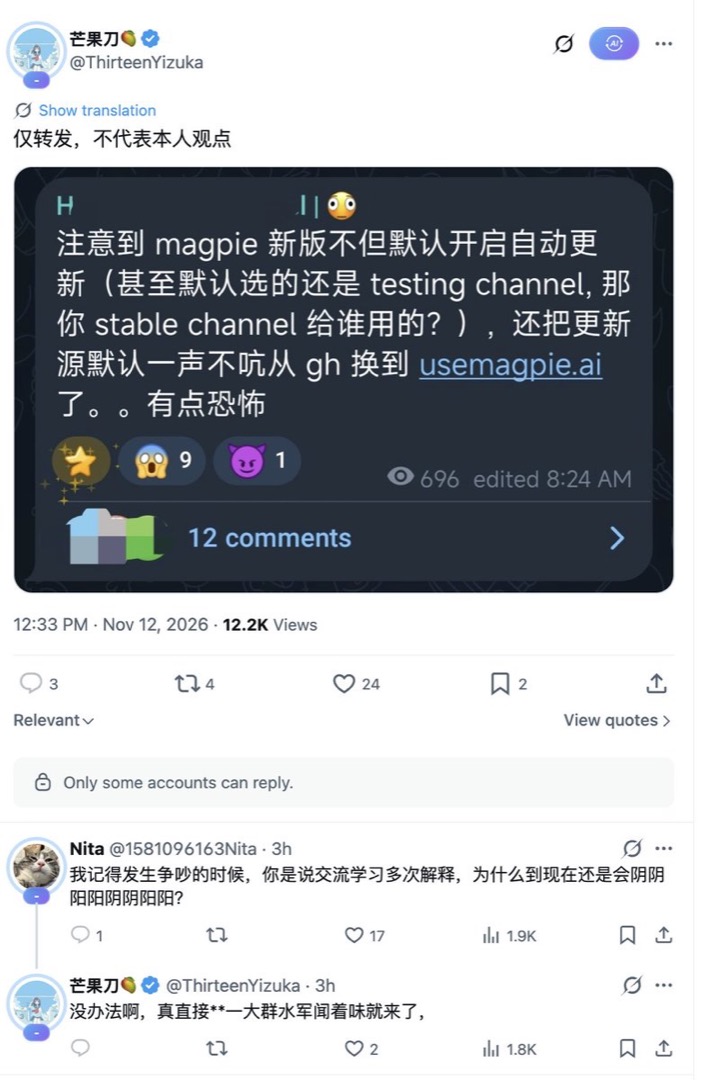 芒果刀
@ThirteenYizuka
AI
Show translation
仅转发，不代表本人观点
H
注意到 magpie 新版不但默认开启自动更
新（甚至默认选的还是 testing channel, 那
你 stable channel 给谁用的？），还把更新
源默认一声不吭从 gh 换到 usemagpie.ai
了。。有点恐怖
9
1
696 edited 8:24 AM
12 comments
12:33 PM · Nov 12, 2026 · 12.2K Views
3
4
24
2
Relevant
View quotes
Only some accounts can reply.
Nita @1581096163Nita · 3h
我记得发生争吵的时候，你是说交流学习多次解释，为什么到现在还是会阴阴
阳阳阴阴阳阳?
1
17
1.9K
芒果刀 @ThirteenYizuka · 3h
没办法啊，真直接**一大群水军闻着味就来了，
2
1.8K